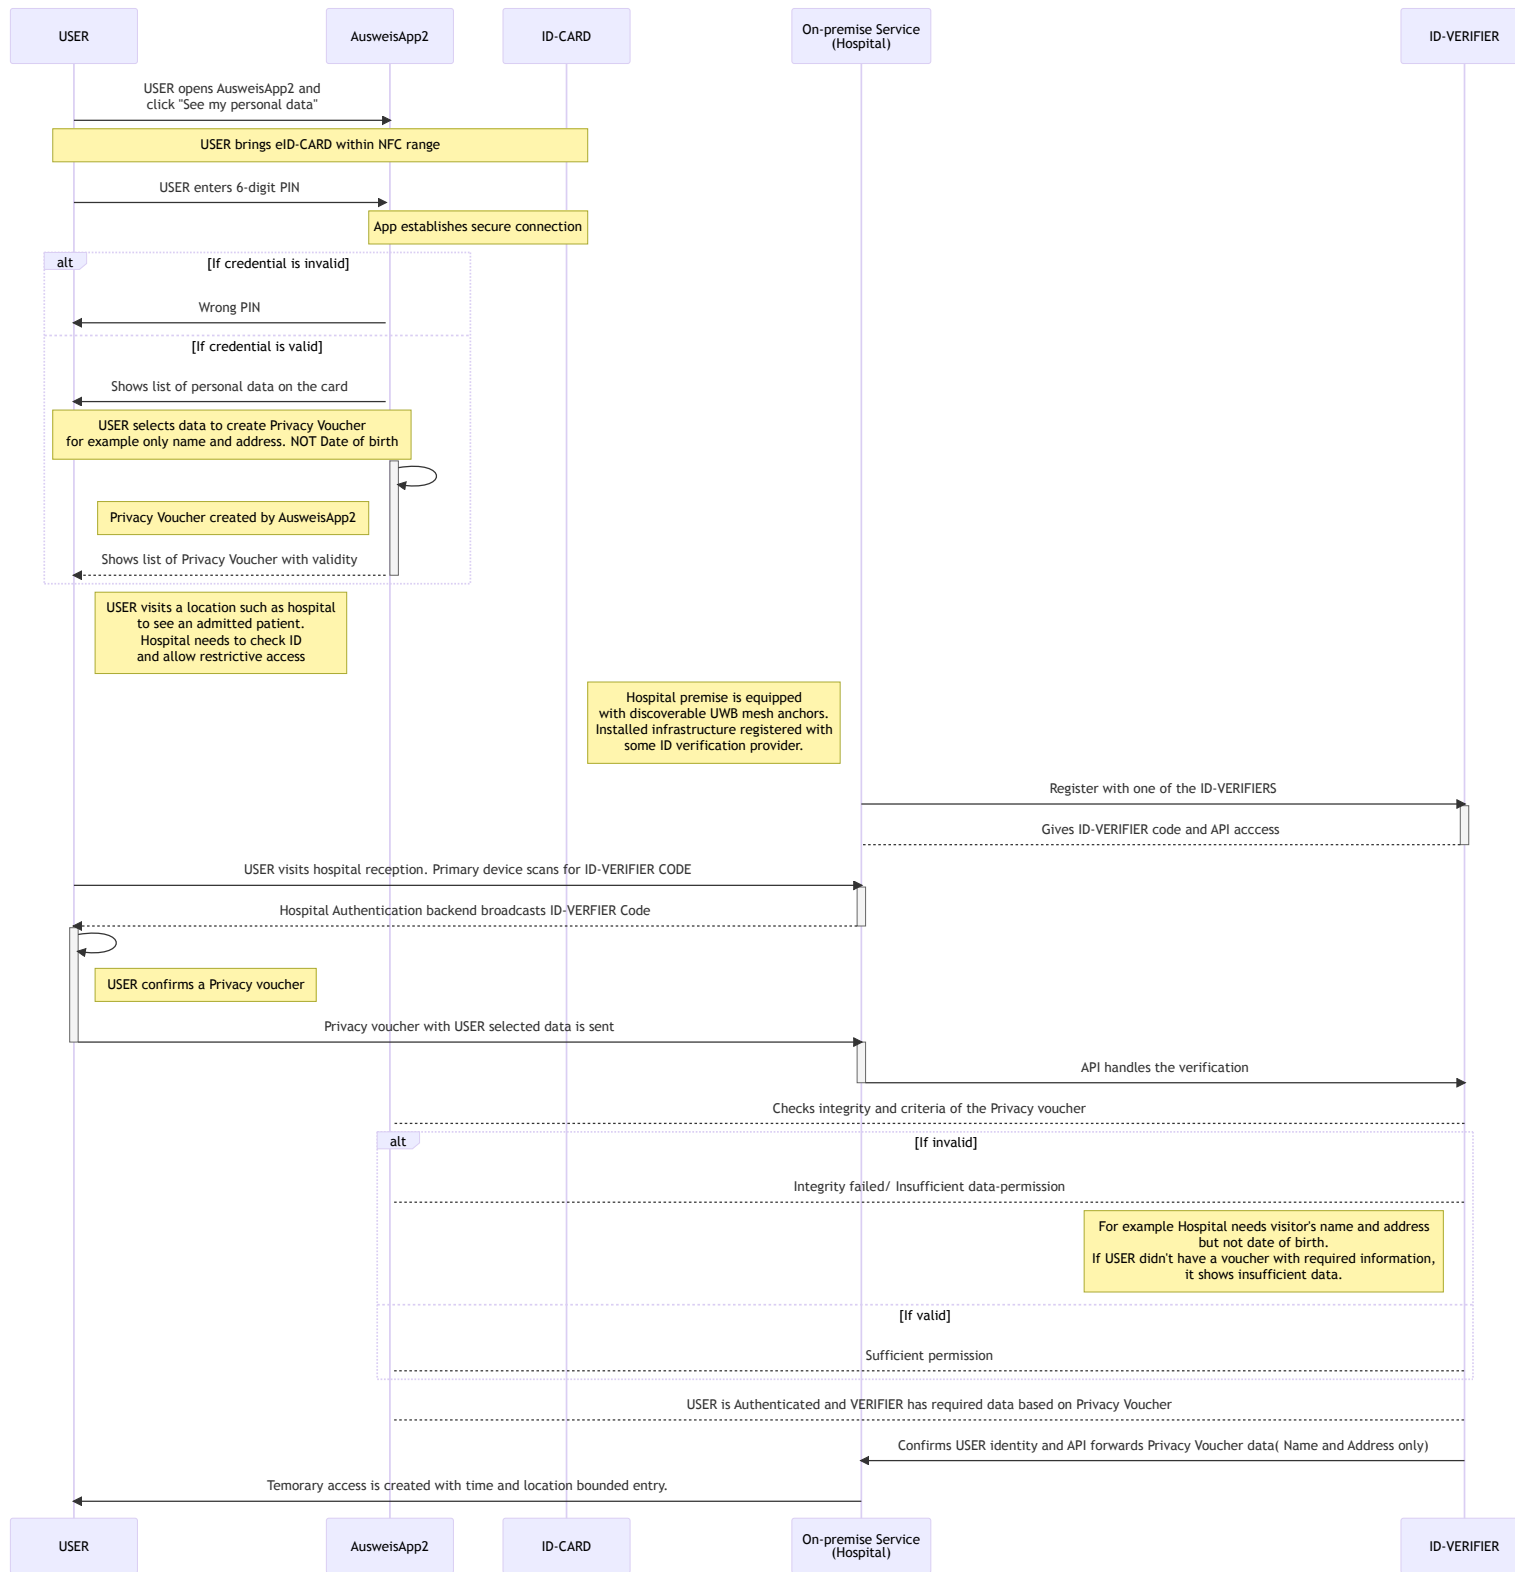 USER
AusweisApp2
ID-CARD
On-premise Service
(Hospital)
ID-VERIFIER
USER opens AusweisApp2 and
click "See my personal data"
USER brings eID-CARD within NFC range
USER enters 6-digit PIN
App establishes secure connection
alt
[If credential is invalid]
Wrong PIN
[If credential is valid]
Shows list of personal data on the card
USER selects data to create Privacy Voucher
for example only name and address. NOT Date of birth
Privacy Voucher created by AusweisApp2
Shows list of Privacy Voucher with validity
USER visits a location such as hospital
to see an admitted patient.
Hospital needs to check ID
and allow restrictive access
Hospital premise is equipped
with discoverable UWB mesh anchors.
Installed infrastructure registered with
some ID verification provider.
Register with one of the ID-VERIFIERS
Gives ID-VERIFIER code and API acccess
USER visits hospital reception. Primary device scans for ID-VERIFIER CODE
Hospital Authentication backend broadcasts ID-VERFIER Code
USER confirms a Privacy voucher
Privacy voucher with USER selected data is sent
API handles the verification
Checks integrity and criteria of the Privacy voucher
alt
[If invalid]
Integrity failed/ Insufficient data-permission
For example Hospital needs visitor's name and address
but not date of birth.
If USER didn't have a voucher with required information,
it shows insufficient data.
[If valid]
Sufficient permission
USER is Authenticated and VERIFIER has required data based on Privacy Voucher
Confirms USER identity and API forwards Privacy Voucher data( Name and Address only)
Temorary access is created with time and location bounded entry.
USER
AusweisApp2
ID-CARD
On-premise Service
(Hospital)
ID-VERIFIER